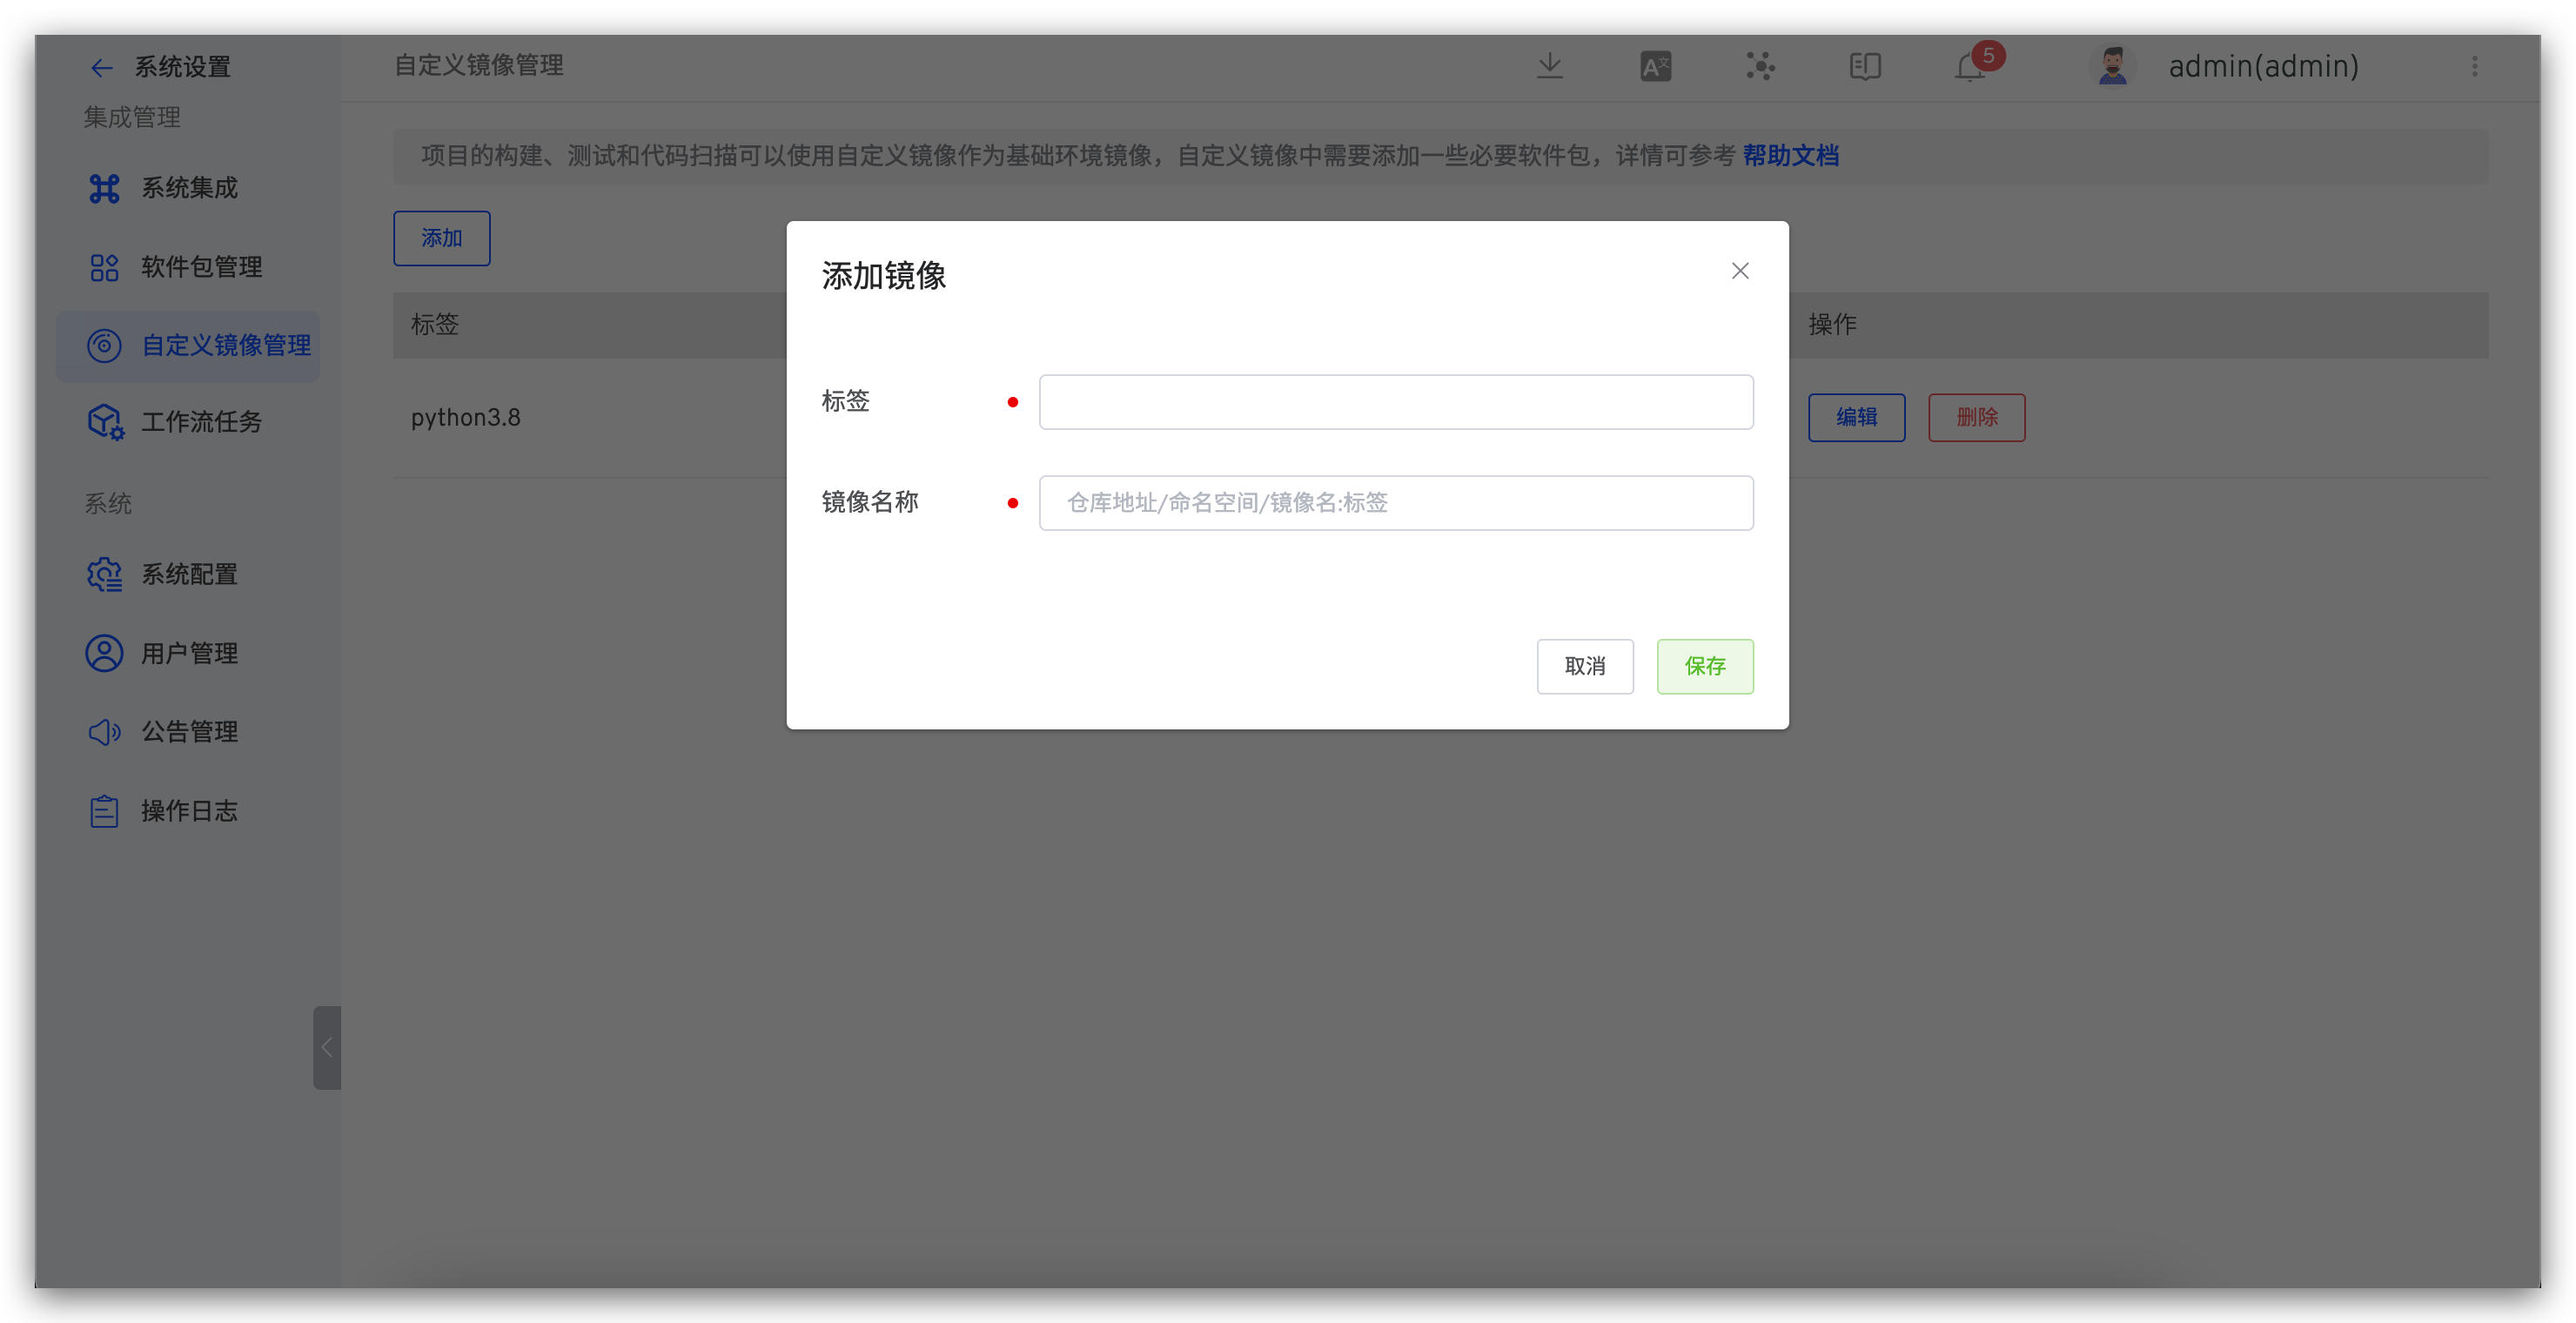 系统设置
集成管理
系统集成
软件包管理
自定义镜像管理
工作流任务
系统
系统配置
用户管理
公告管理
操作日志
自定义镜像管理
A文
5
admin(admin)
项目的构建、测试和代码扫描可以使用自定义镜像作为基础环境镜像，自定义镜像中需要添加一些必要软件包，详情可参考 帮助文档
添加
标签
操作
python3.8
编辑
删除
添加镜像
标签
镜像名称
仓库地址/命名空间/镜像名:标签
取消
保存